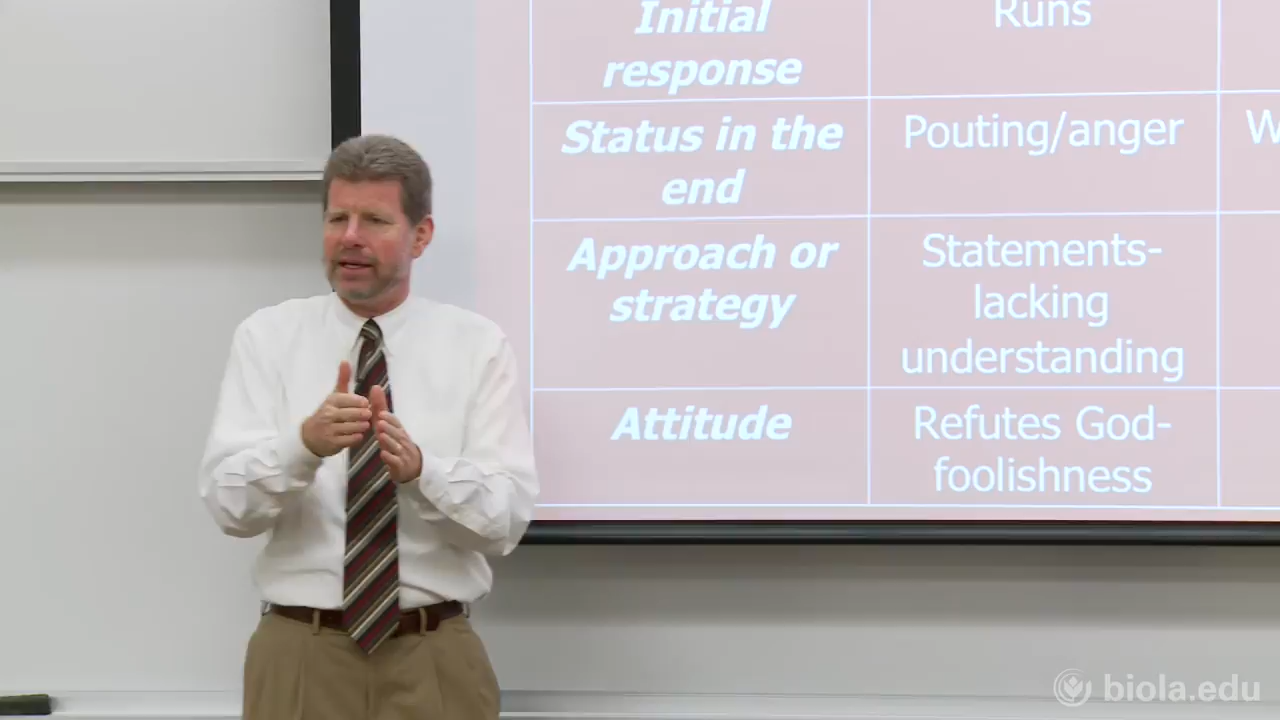 Initial
response
Runs
Status in the
end
Pouting/anger
W
Approach or
strategy
Statements-
lacking
understanding
Attitude
Refutes God-
foolishness
biola.edu